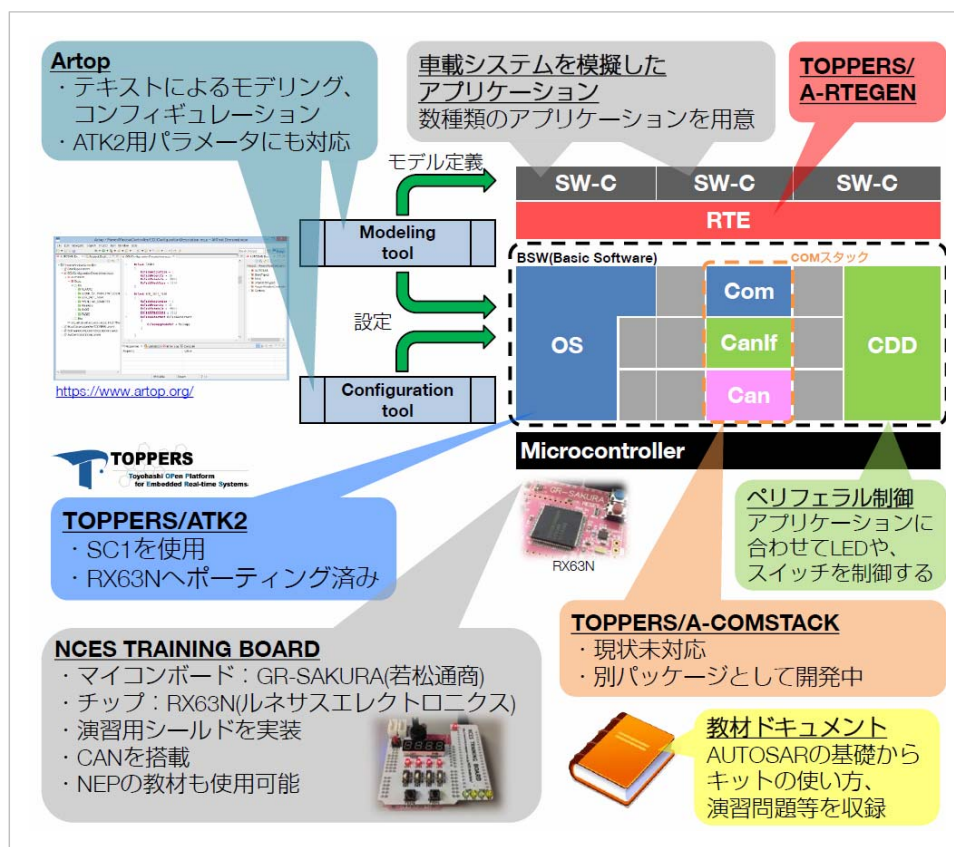 Artop
・テキストによるモデリング、
コンフィギュレーション
・ATK2用パラメータにも対応
車載システムを模擬した
アプリケーション
数種類のアプリケーションを用意
TOPPERS/
A-RTEGEN
モデル定義
SW-C
SW-C
SW-C
RTE
Modeling
tool
BSW(Basic Software)
COMスタック
Com
設定
OS
CanIf
CDD
Can
https://www.artop.org/
Configuration
tool
Microcontroller
TOPPERS
Toyohashi OPen Platform
for Embedded Real-time Systems
TOPPERS/ATK2
・SC1を使用
・RX63Nへポーティング済み
GR-SAKURA
RX63N
ペリフェラル制御
アプリケーションに
合わせてLEDや、
スイッチを制御する
NCES TRAINING BOARD
・マイコンボード：GR-SAKURA(若松通商)
・チップ：RX63N(ルネサスエレクトロニクス)
・演習用シールドを実装
・CANを搭載
・NEPの教材も使用可能
TOPPERS/A-COMSTACK
・現状未対応
・別パッケージとして開発中
教材ドキュメント
AUTOSARの基礎から
キットの使い方、
演習問題等を収録